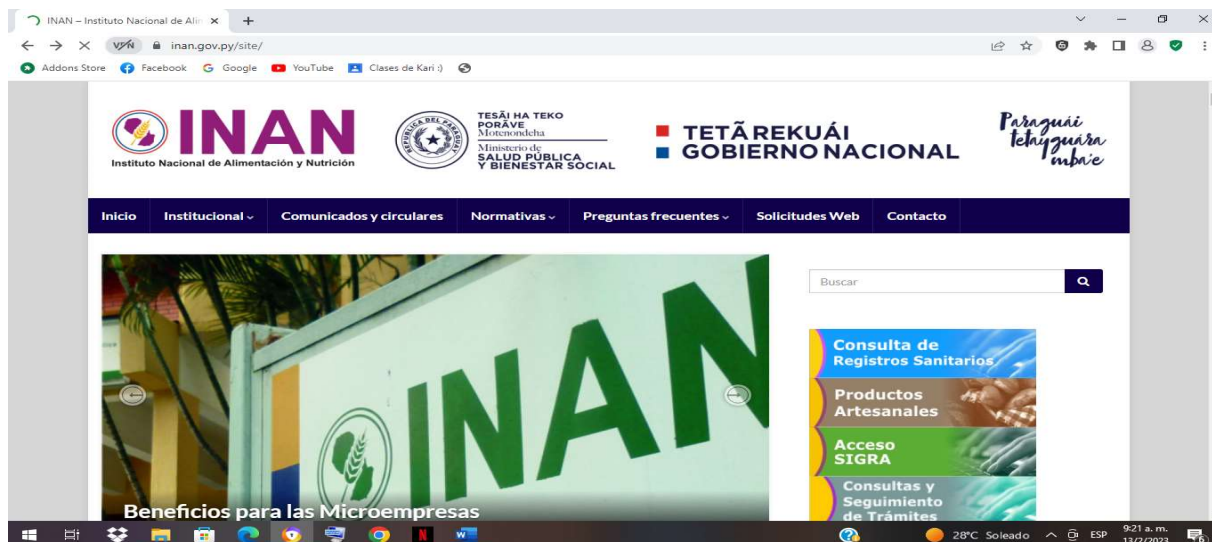 INAN – Instituto Nacional de Alim
inan.gov.py/site/
Addons Store Facebook Google YouTube Clases de Kari :)
INAN
Instituto Nacional de Alimentación y Nutrición
REPUBLICA DEL PARAGUAY
TESÃI HA TEKO
PORÃVE
Motenondeha
Ministerio de
SALUD PÚBLICA
Y BIENESTAR SOCIAL
TETÃ REKUÁI
GOBIERNO NACIONAL
Paraguái
tetãyguára
mba'e
Inicio Institucional Comunicados y circulares Normativas Preguntas frecuentes Solicitudes Web Contacto
INAN
Beneficios para las Microempresas
Buscar
Consulta de
Registros Sanitarios
Productos
Artesanales
Acceso
SIGRA
Consultas y
Seguimiento
de Trámites
28°C Soleado ESP 9:21 a. m.
13/2/2023